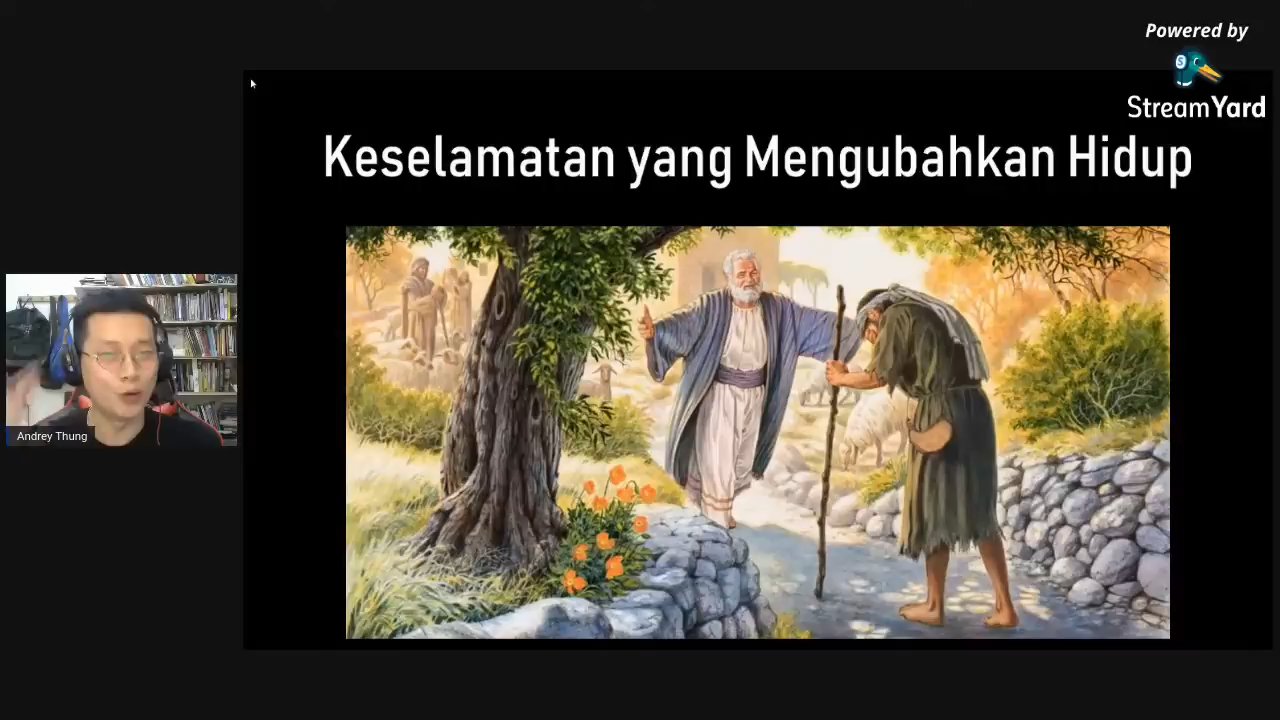 Powered by
StreamYard
Keselamatan yang Mengubahkan Hidup
Andrey Thung